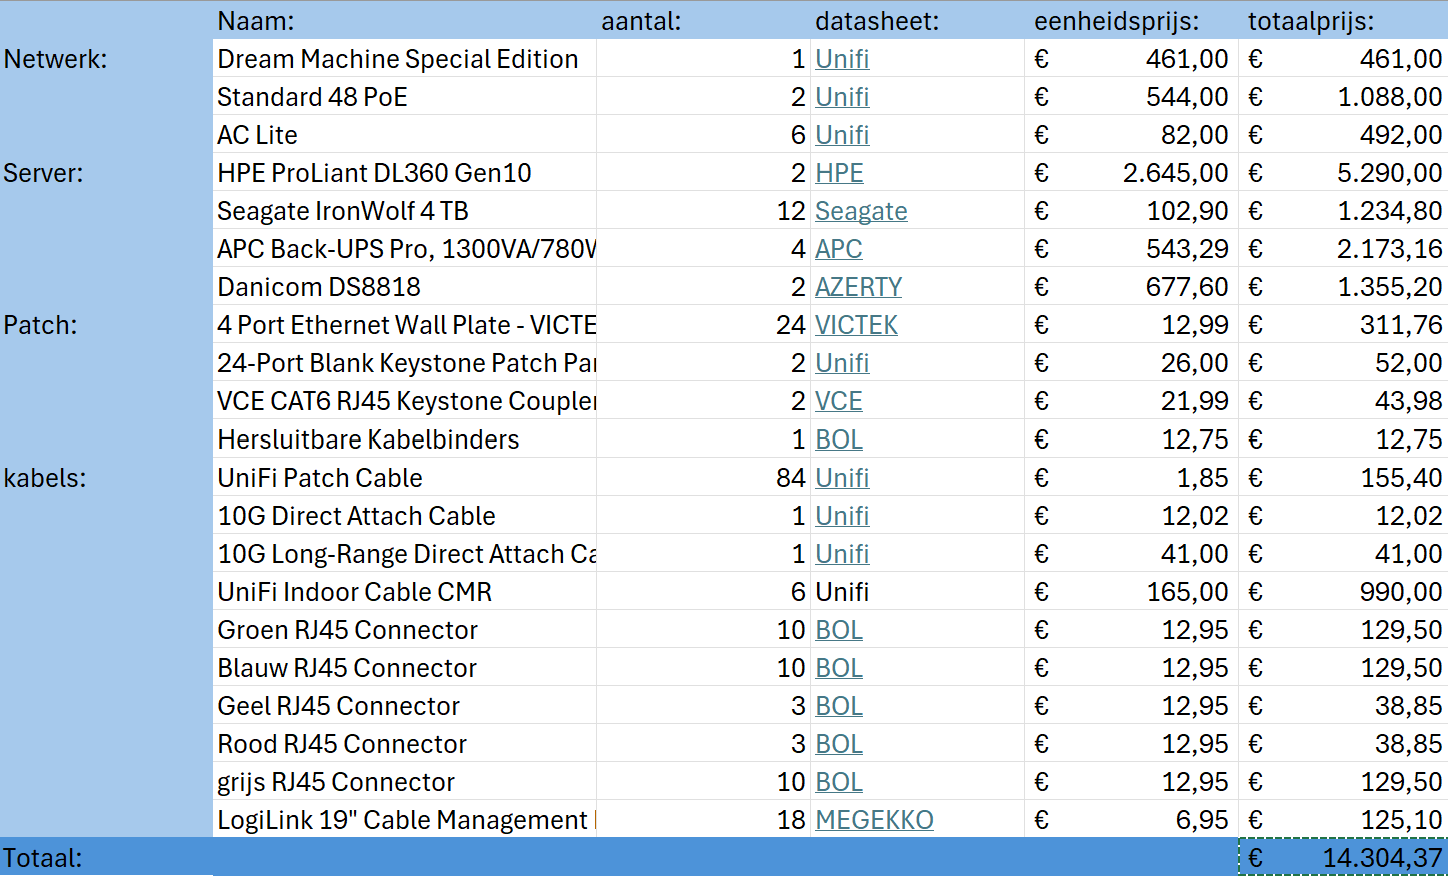 Naam: aantal: datasheet: eenheidsprijs: totaalprijs:
Netwerk: Dream Machine Special Edition 1 Unifi € 461,00 € 461,00
Standard 48 PoE 2 Unifi € 544,00 € 1.088,00
AC Lite 6 Unifi € 82,00 € 492,00
Server: HPE ProLiant DL360 Gen10 2 HPE € 2.645,00 € 5.290,00
Seagate IronWolf 4 TB 12 Seagate € 102,90 € 1.234,80
APC Back-UPS Pro, 1300VA/780W 4 APC € 543,29 € 2.173,16
Danicom DS8818 2 AZERTY € 677,60 € 1.355,20
Patch: 4 Port Ethernet Wall Plate - VICTE 24 VICTEK € 12,99 € 311,76
24-Port Blank Keystone Patch Pa 2 Unifi € 26,00 € 52,00
VCE CAT6 RJ45 Keystone Coupler 2 VCE € 21,99 € 43,98
Hersluitbare Kabelbinders 1 BOL € 12,75 € 12,75
kabels: UniFi Patch Cable 84 Unifi € 1,85 € 155,40
10G Direct Attach Cable 1 Unifi € 12,02 € 12,02
10G Long-Range Direct Attach Ca 1 Unifi € 41,00 € 41,00
UniFi Indoor Cable CMR 6 Unifi € 165,00 € 990,00
Groen RJ45 Connector 10 BOL € 12,95 € 129,50
Blauw RJ45 Connector 10 BOL € 12,95 € 129,50
Geel RJ45 Connector 3 BOL € 12,95 € 38,85
Rood RJ45 Connector 3 BOL € 12,95 € 38,85
grijs RJ45 Connector 10 BOL € 12,95 € 129,50
LogiLink 19" Cable Management 18 MEGEKKO € 6,95 € 125,10
Totaal: € 14.304,37